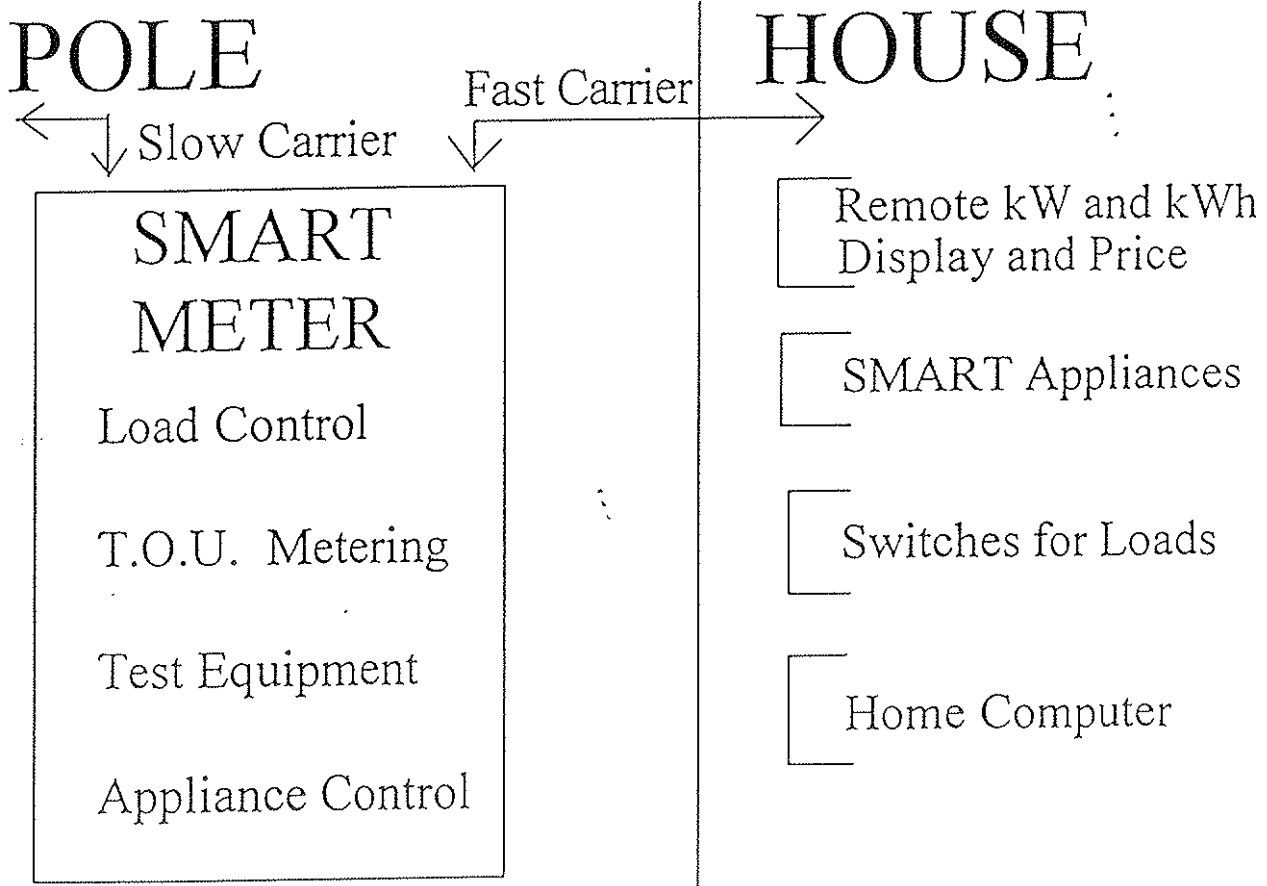 POLE
Slow Carrier
Fast Carrier
SMART
METER
Load Control
T.O.U. Metering
Test Equipment
Appliance Control
HOUSE
Remote kW and kWh
Display and Price
SMART Appliances
Switches for Loads
Home Computer